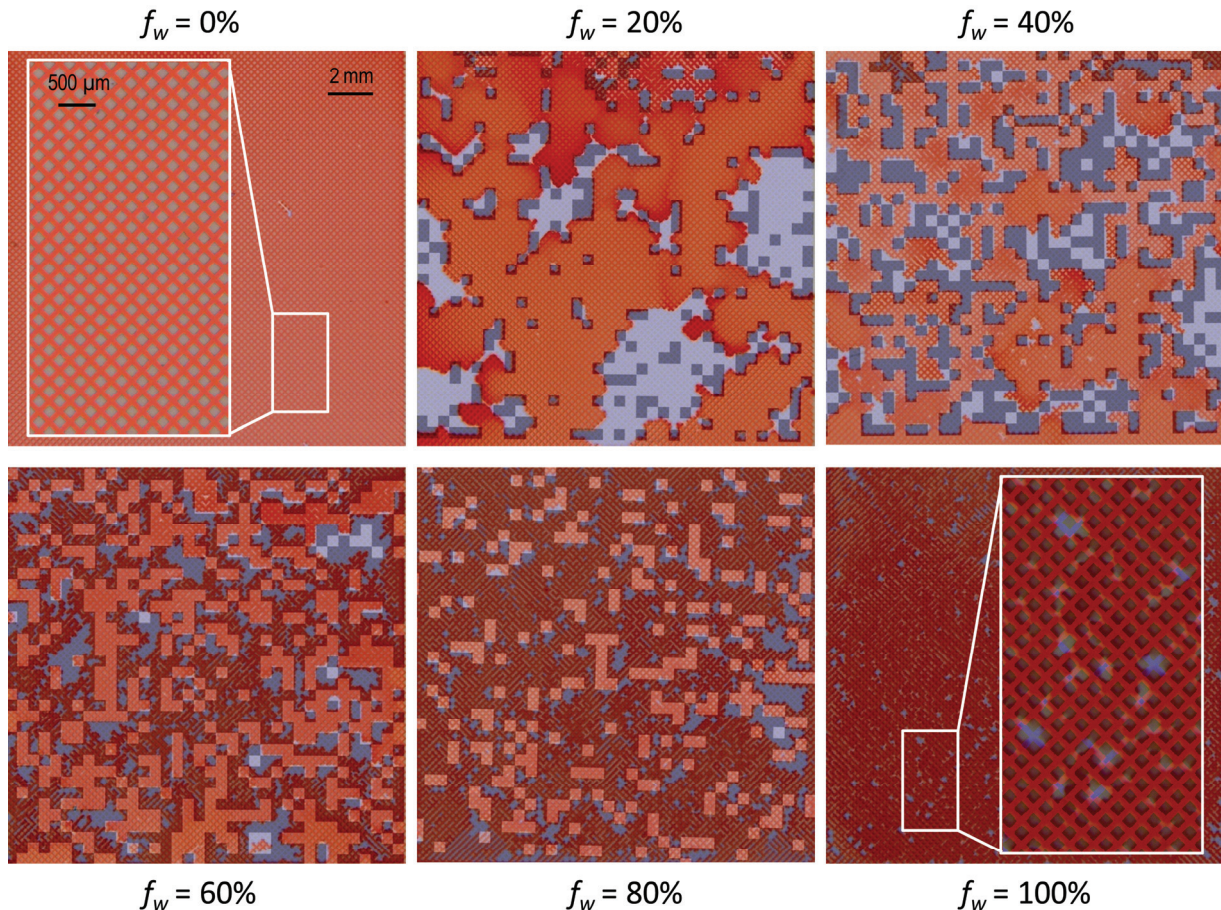 f_w = 0%
f_w = 20%
f_w = 40%
500 µm
2 mm
f_w = 60%
f_w = 80%
f_w = 100%